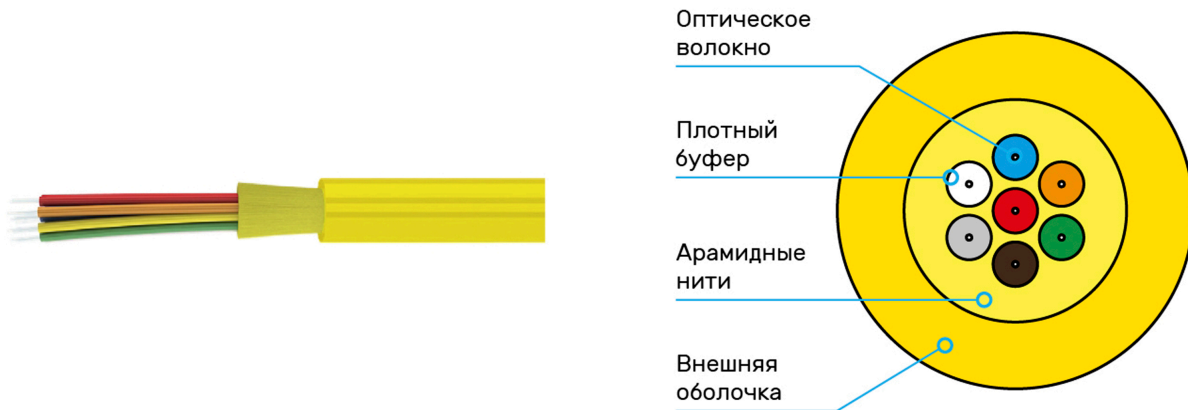 Оптическое
волокно
Плотный
буфер
Арамидные
нити
Внешняя
оболочка